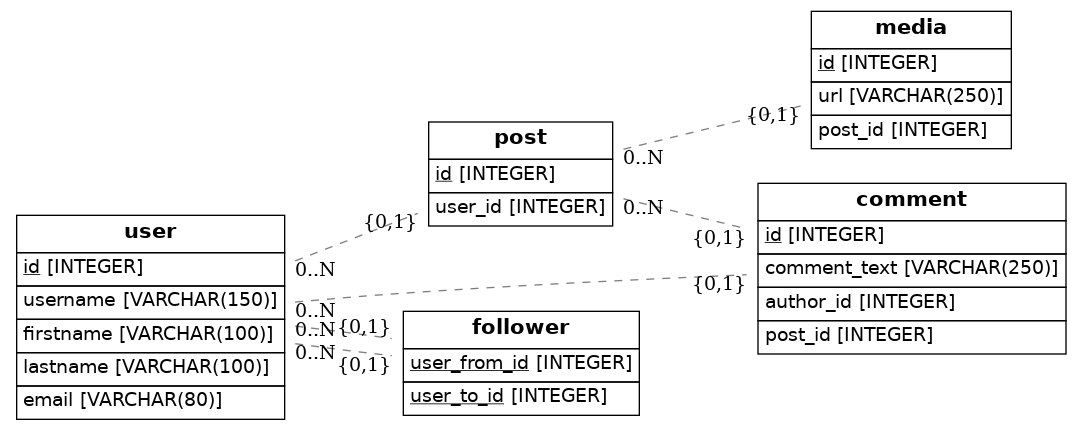 media
id [INTEGER]
url [VARCHAR(250)]
post_id [INTEGER]
{0,1}
0..N
post
id [INTEGER]
user_id [INTEGER]
0..N
{0,1}
comment
id [INTEGER]
comment_text [VARCHAR(250)]
author_id [INTEGER]
post_id [INTEGER]
{0,1}
0..N
user
id [INTEGER]
username [VARCHAR(150)]
firstname [VARCHAR(100)]
lastname [VARCHAR(100)]
email [VARCHAR(80)]
{0,1}
0..N
0..N
{0,1}
0..N
{0,1}
follower
user_from_id [INTEGER]
user_to_id [INTEGER]